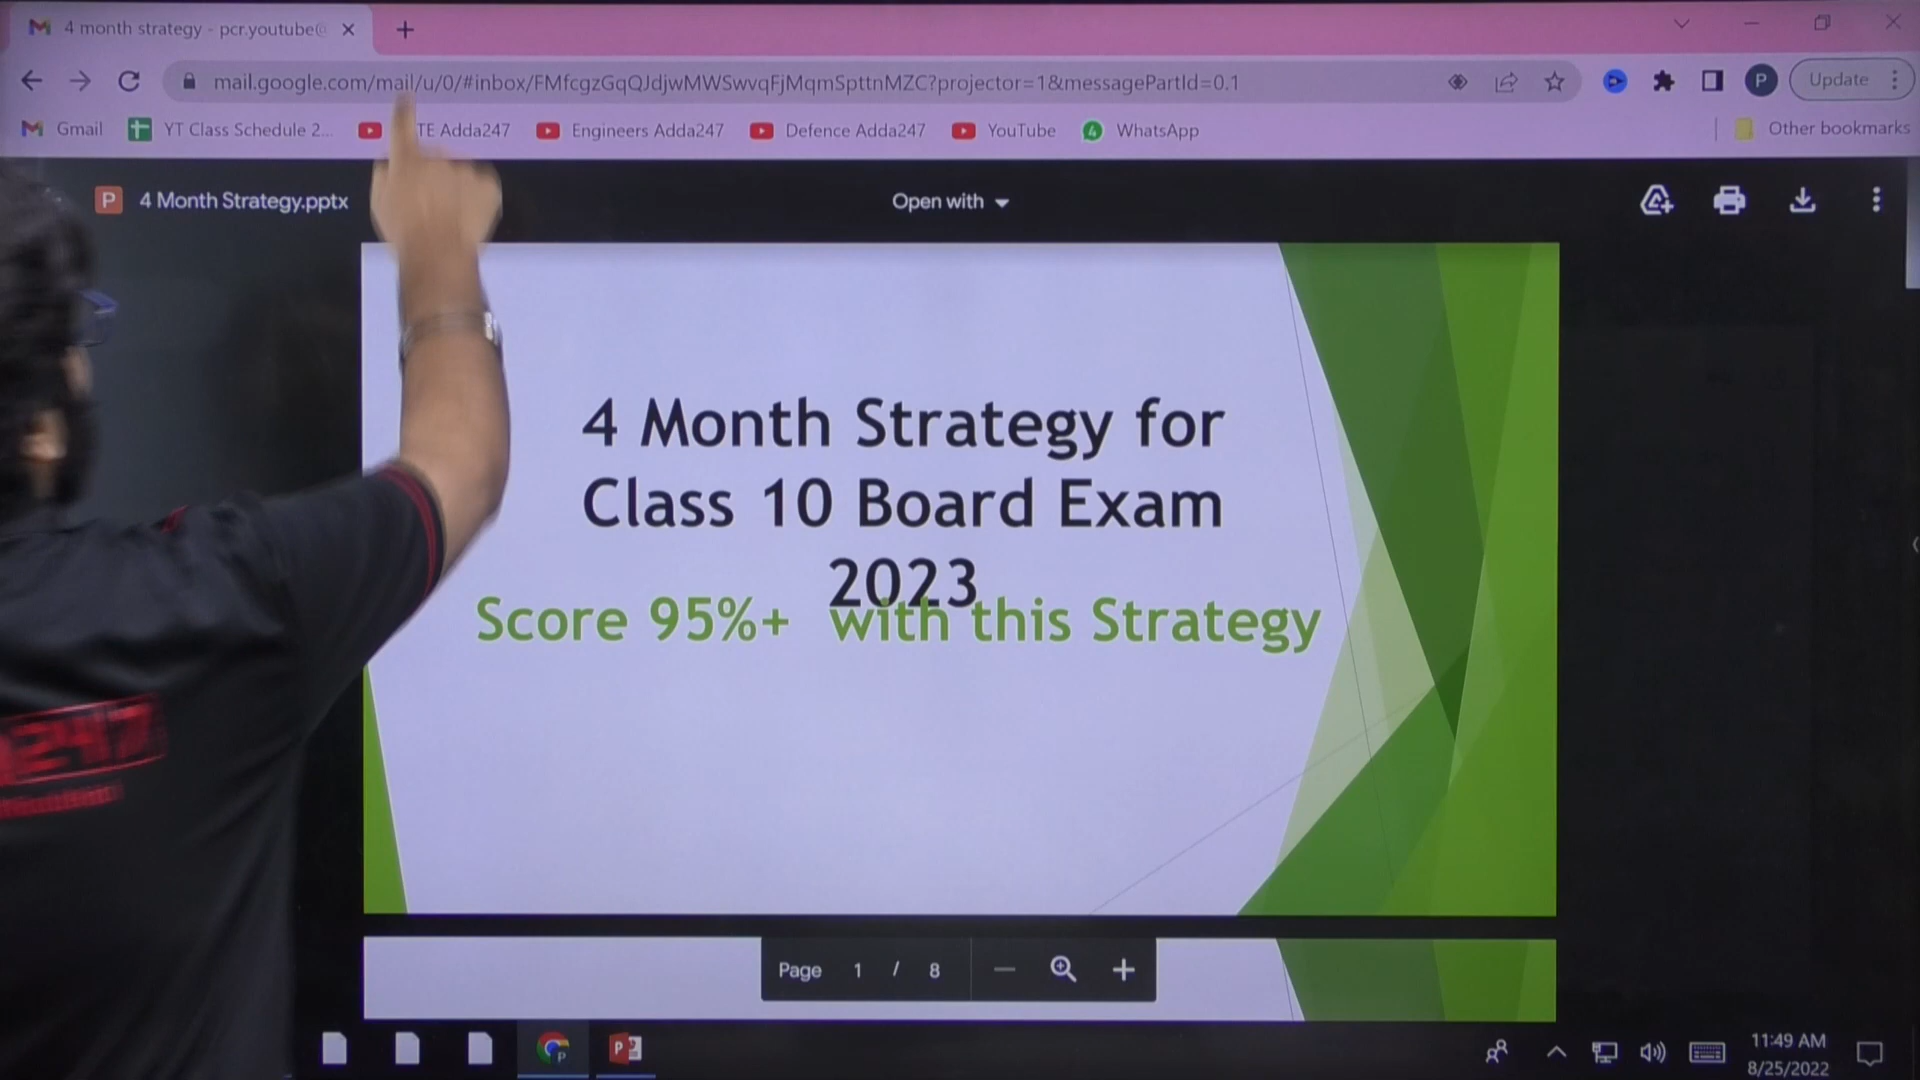 4 month strategy - pcr.youtube@
mail.google.com/mail/u/0/#inbox/FMfcgzGqQJdjwMWSwvqFjMqmSpttnMZC?projector=1&messagePartId=0.1
P
Update
Gmail
YT Class Schedule 2...
TE Adda247
Engineers Adda247
Defence Adda247
YouTube
WhatsApp
Other bookmarks
P
4 Month Strategy.pptx
Open with
4 Month Strategy for
Class 10 Board Exam
2023
Score 95%+ with this Strategy
247
Page 1 / 8
11:49 AM
8/25/2022